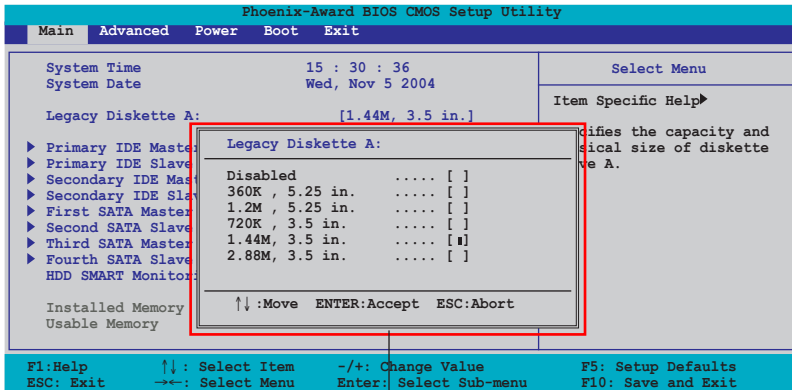 Phoenix-Award BIOS CMOS Setup Utility
Main Advanced Power Boot Exit
System Time 15 : 30 : 36
System Date Wed, Nov 5 2004
Legacy Diskette A: [1.44M, 3.5 in.]
Primary IDE Master
Primary IDE Slave
Secondary IDE Mas
Secondary IDE Sla
First SATA Master
Second SATA Slave
Third SATA Master
Fourth SATA Slave
HDD SMART Monitori
Installed Memory
Usable Memory
Legacy Diskette A:
Disabled ..... [ ]
360K , 5.25 in. ..... [ ]
1.2M , 5.25 in. ..... [ ]
720K , 3.5 in. ..... [ ]
1.44M, 3.5 in. ..... [▮]
2.88M, 3.5 in. ..... [ ]
↑↓ :Move ENTER:Accept ESC:Abort
Select Menu
Item Specific Help
cifies the capacity and
sical size of diskette
ve A.
F1:Help ↑↓ : Select Item -/+: Change Value F5: Setup Defaults
ESC: Exit →←: Select Menu Enter: Select Sub-menu F10: Save and Exit